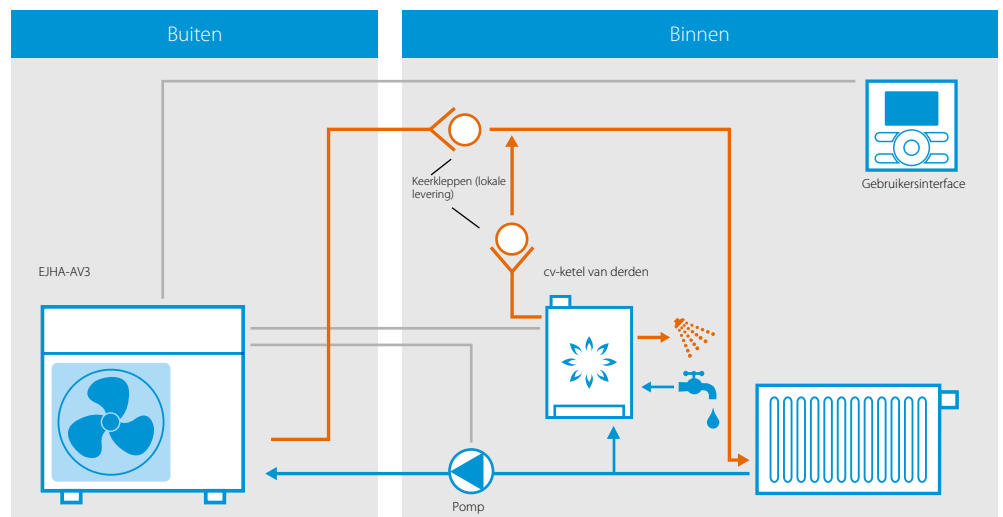 Buiten
Binnen
Keerkleppen (lokale
levering)
Gebruikersinterface
EJHA-AV3
cv-ketel van derden
Pomp